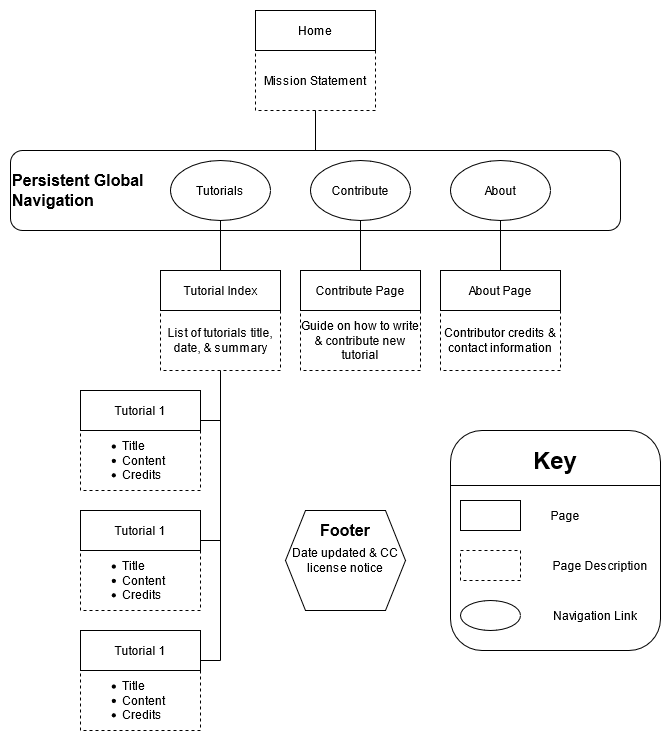 Home
Mission Statement
Persistent Global
Navigation
Tutorials
Contribute
About
Tutorial Index
List of tutorials title,
date, & summary
Contribute Page
Guide on how to write
& contribute new
tutorial
About Page
Contributor credits &
contact information
Tutorial 1
• Title
• Content
• Credits
Tutorial 1
• Title
• Content
• Credits
Tutorial 1
• Title
• Content
• Credits
Footer
Date updated & CC
license notice
Key
Page
Page Description
Navigation Link